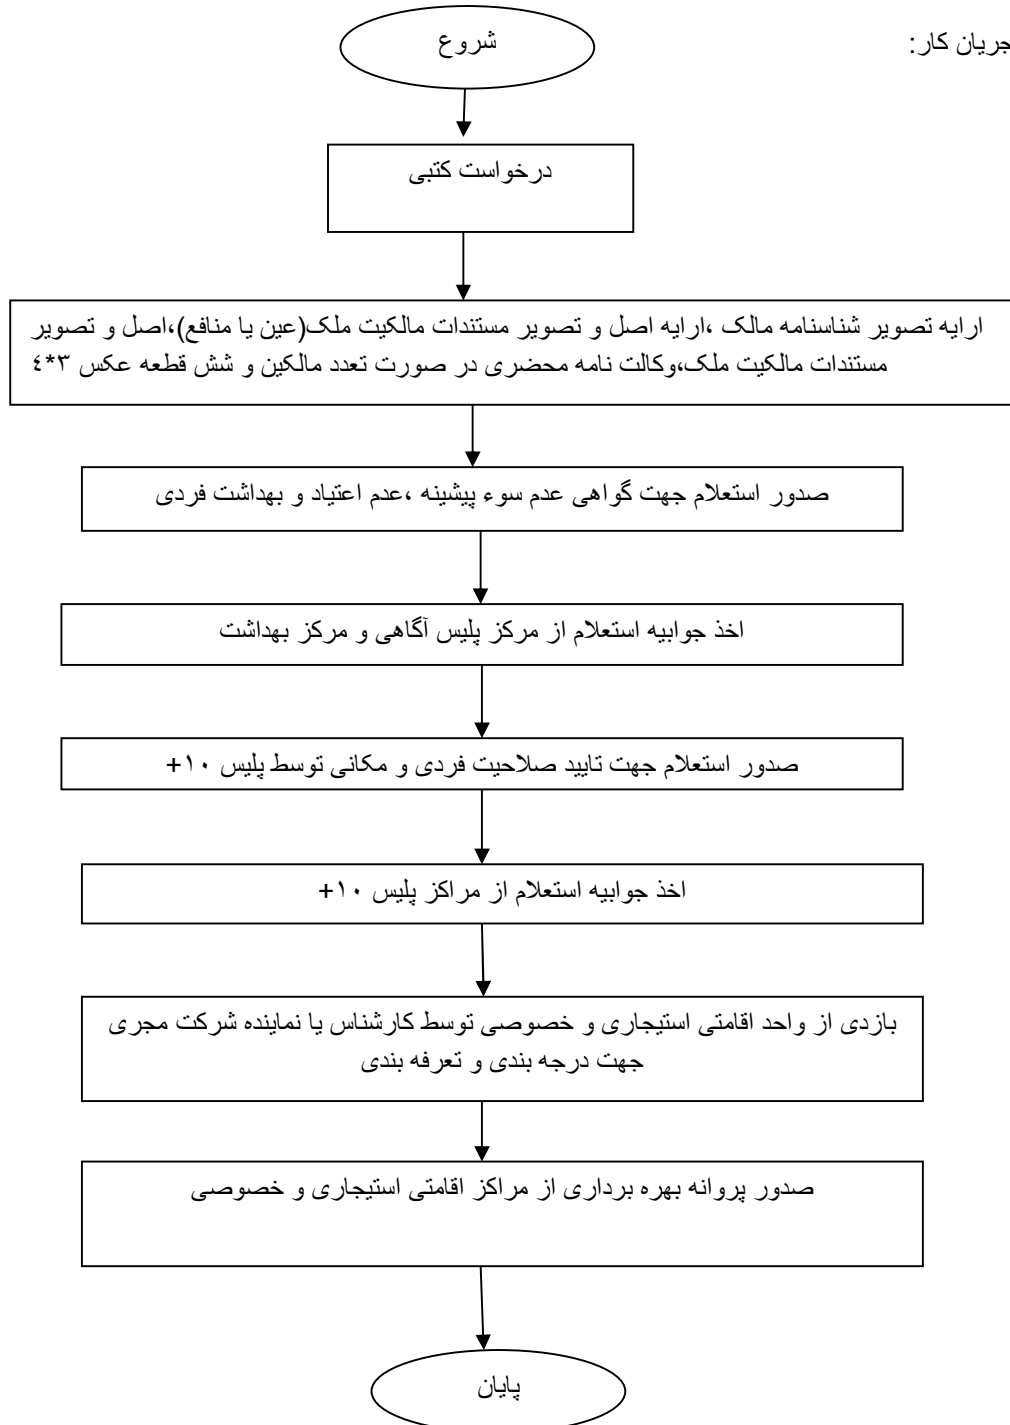 جریان کار:
شروع
درخواست کتبی
ارایه تصویر شناسنامه مالک ،ارایه اصل و تصویر مستندات مالکیت ملک(عین یا منافع)،اصل و تصویر
مستندات مالکیت ملک،وکالت نامه محضری در صورت تعدد مالکین و شش قطعه عکس ۳*٤
صدور استعلام جهت گواهی عدم سوء پیشینه ،عدم اعتیاد و بهداشت فردی
اخذ جوابیه استعلام از مرکز پلیس آگاهی و مرکز بهداشت
صدور استعلام جهت تایید صلاحیت فردی و مکانی توسط پلیس ۱۰+
اخذ جوابیه استعلام از مراکز پلیس ۱۰+
بازدی از واحد اقامتی استیجاری و خصوصی توسط کارشناس یا نماینده شرکت مجری
جهت درجه بندی و تعرفه بندی
صدور پروانه بهره برداری از مراکز اقامتی استیجاری و خصوصی
پایان